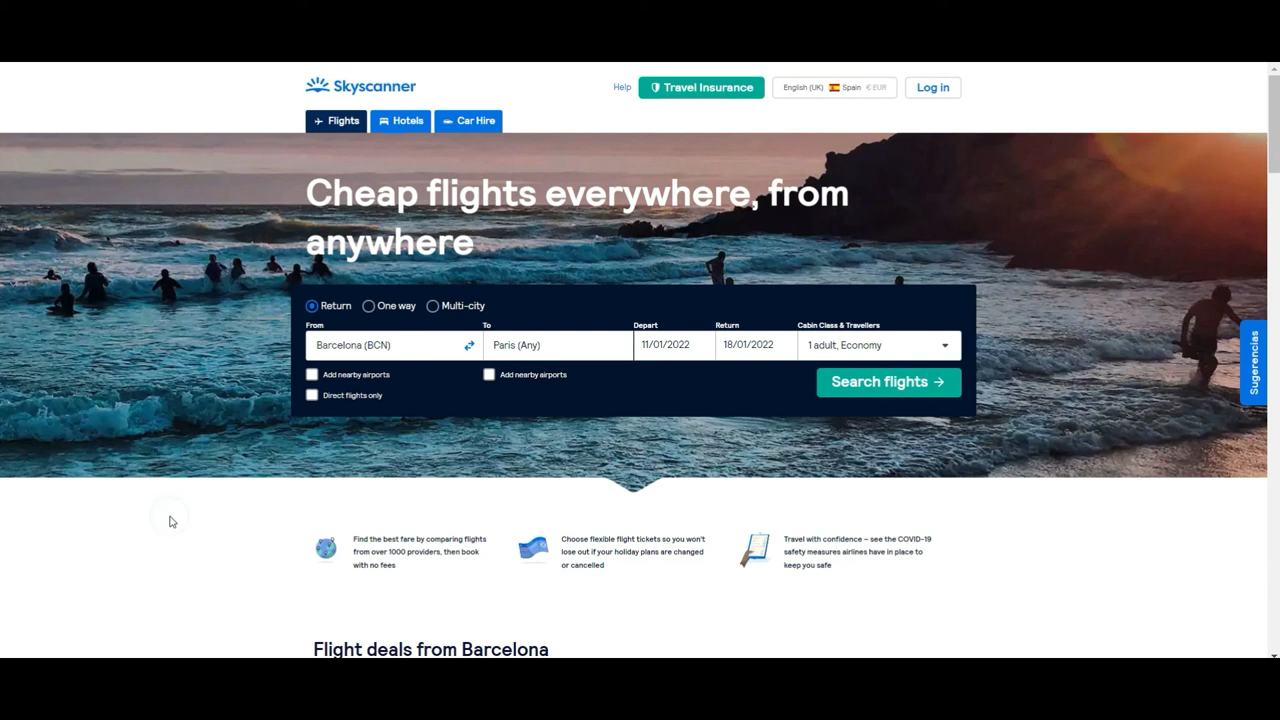 Skyscanner
Help
Travel Insurance
English (UK) Spain € EUR
Log in
Flights
Hotels
Car Hire
Cheap flights everywhere, from
anywhere
Return One way Multi-city
From
To
Depart
Return
Cabin Class & Travellers
Barcelona (BCN)
Paris (Any)
11/01/2022
18/01/2022
1 adult, Economy
Add nearby airports
Add nearby airports
Direct flights only
Search flights
Sugerencias
Find the best fare by comparing flights
from over 1000 providers, then book
with no fees
Choose flexible flight tickets so you won't
lose out if your holiday plans are changed
or cancelled
Travel with confidence – see the COVID-19
safety measures airlines have in place to
keep you safe
Flight deals from Barcelona